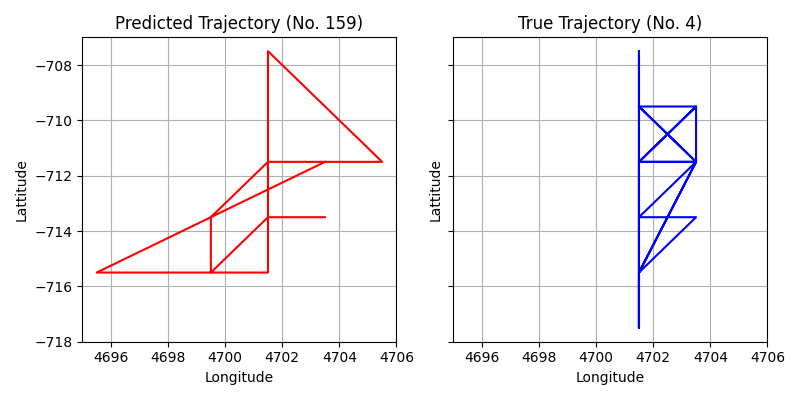 Predicted Trajectory (No. 159)
Lattitude
−708
−710
−712
−714
−716
−718
4696 4698 4700 4702 4704 4706
Longitude
True Trajectory (No. 4)
Lattitude
4696 4698 4700 4702 4704 4706
Longitude